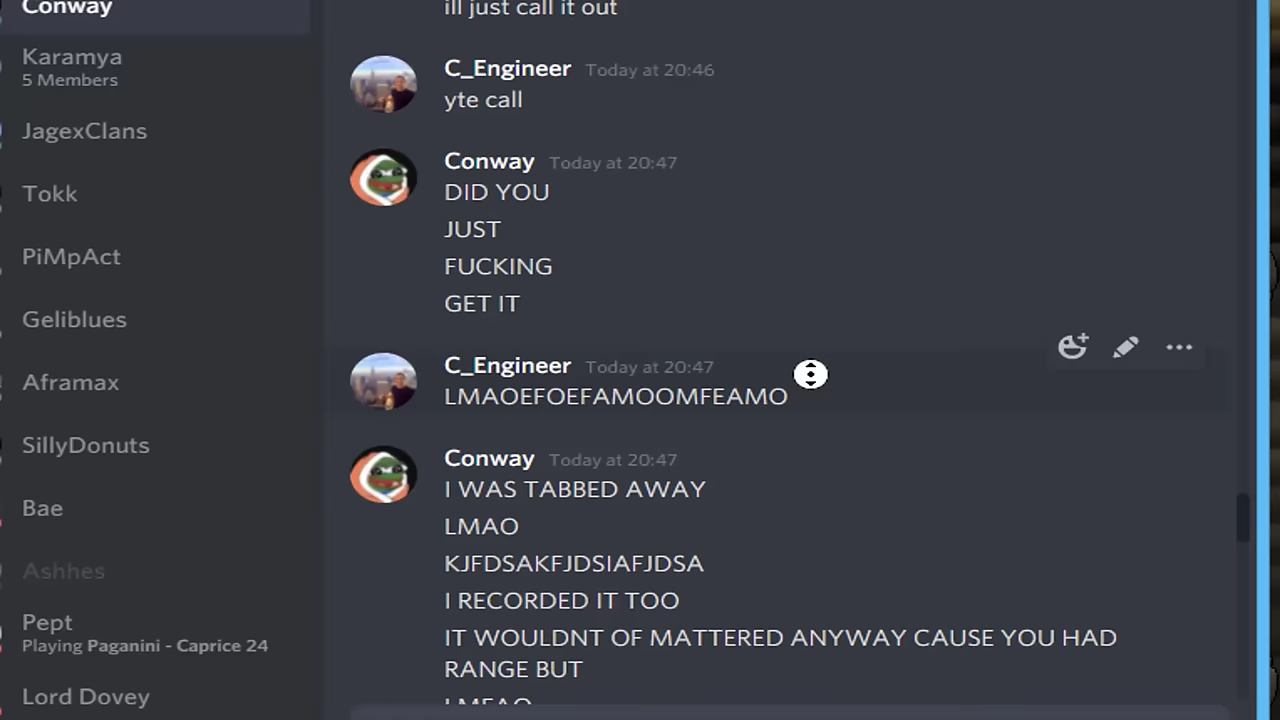 Conway
Karamya
5 Members
JagexClans
Tokk
PiMpAct
Geliblues
Aframax
SillyDonuts
Bae
Ashhes
Pept
Playing Paganini - Caprice 24
Lord Dovey
ill just call it out
C_Engineer Today at 20:46
yte call
Conway Today at 20:47
DID YOU
JUST
FUCKING
GET IT
C_Engineer Today at 20:47
LMAOEFOEFAMOOMFEAMO
Conway Today at 20:47
I WAS TABBED AWAY
LMAO
KJFDSAKFJDSIAFJDSA
I RECORDED IT TOO
IT WOULDNT OF MATTERED ANYWAY CAUSE YOU HAD
RANGE BUT
LMFAO